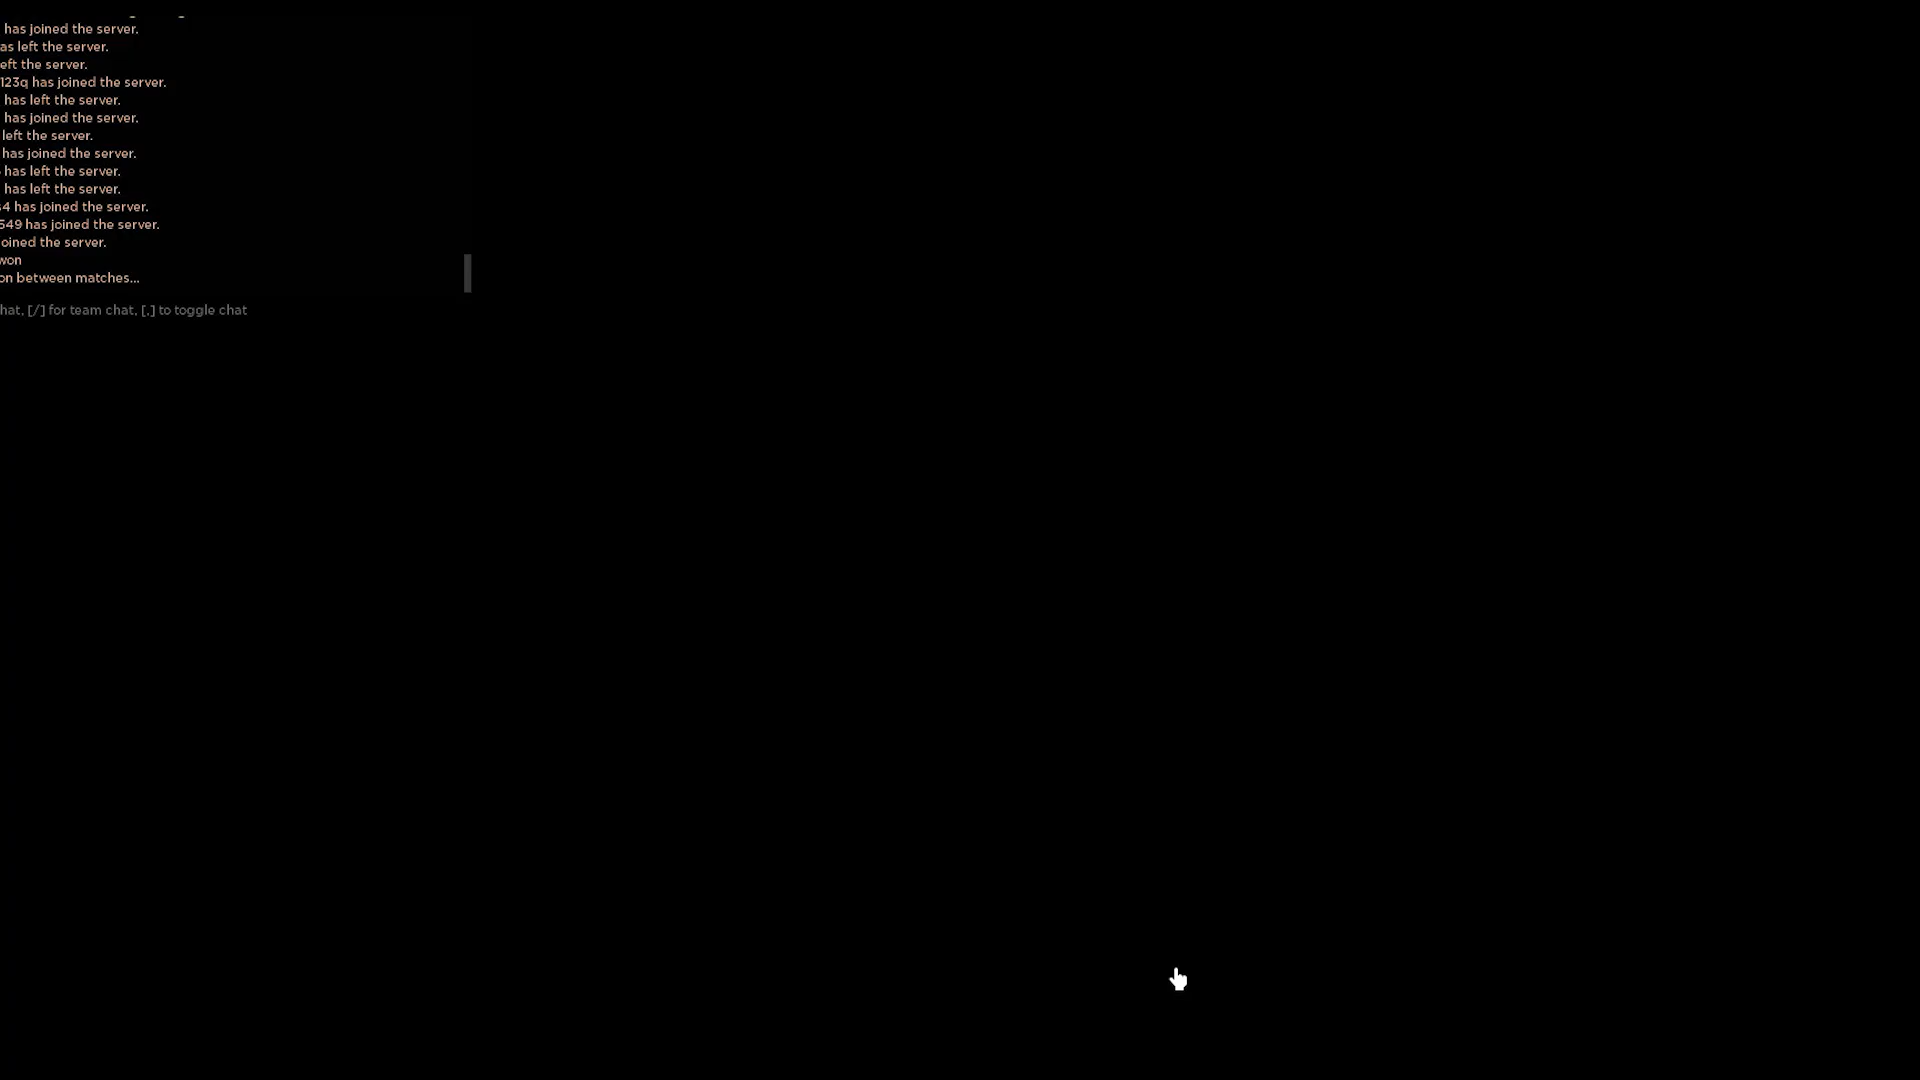 has joined the server.
as left the server.
eft the server.
123q has joined the server.
has left the server.
has joined the server.
left the server.
has joined the server.
has left the server.
has left the server.
4 has joined the server.
549 has joined the server.
oined the server.
won
on between matches...
hat, [/] for team chat, [.] to toggle chat